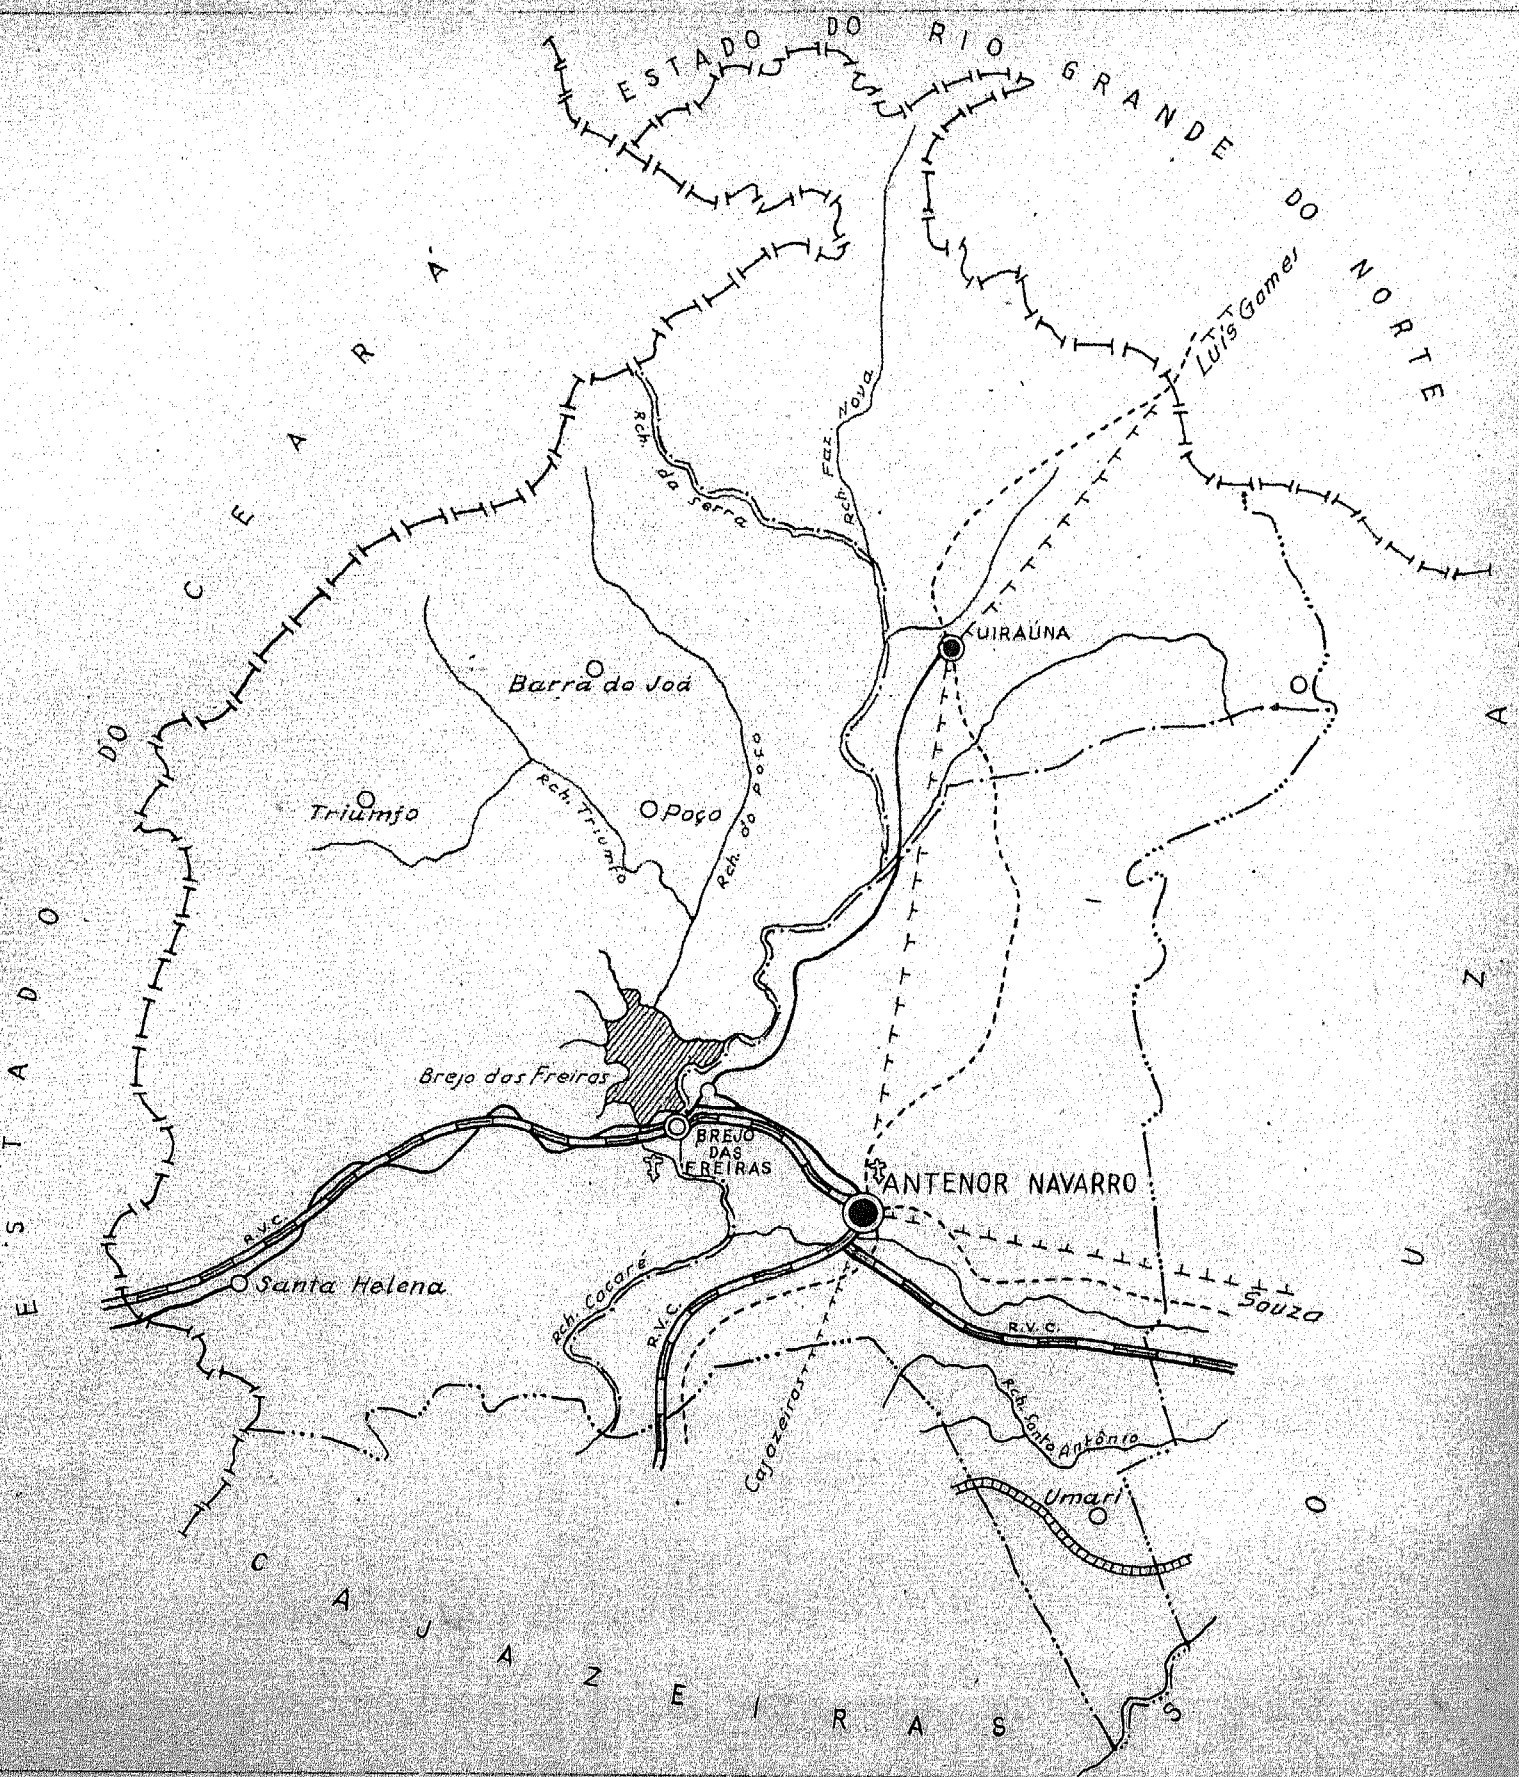 ESTADO DO RIO GRANDE DO NORTE
ESTADO DO CEARÁ
Luis Gomes
Rch. Faz. Nova
Rch. da Serra
UIRAÚNA
Barra do Joá
Triumfo
Rch. Triumfo
Poço
Rch. do Poço
Brejo das Freiras
BREJO
DAS
FREIRAS
ANTENOR NAVARRO
R.V.C.
Santa Helena
Rch. Cacaré
R.V.C.
R.V.C.
Souza
Cajazeiras
Rch. Santo Antônio
Umari
CAJAZEIRAS
SOUZA